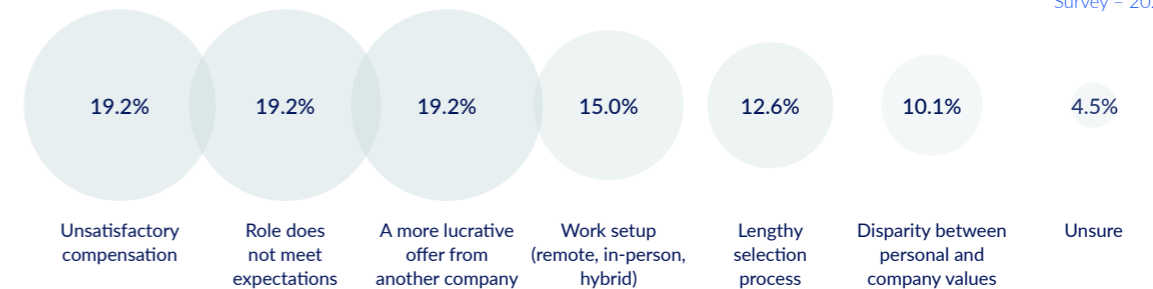 Survey – 20
19.2%
19.2%
19.2%
15.0%
12.6%
10.1%
4.5%
Unsatisfactory
compensation
Role does
not meet
expectations
A more lucrative
offer from
another company
Work setup
(remote, in-person,
hybrid)
Lengthy
selection
process
Disparity between
personal and
company values
Unsure